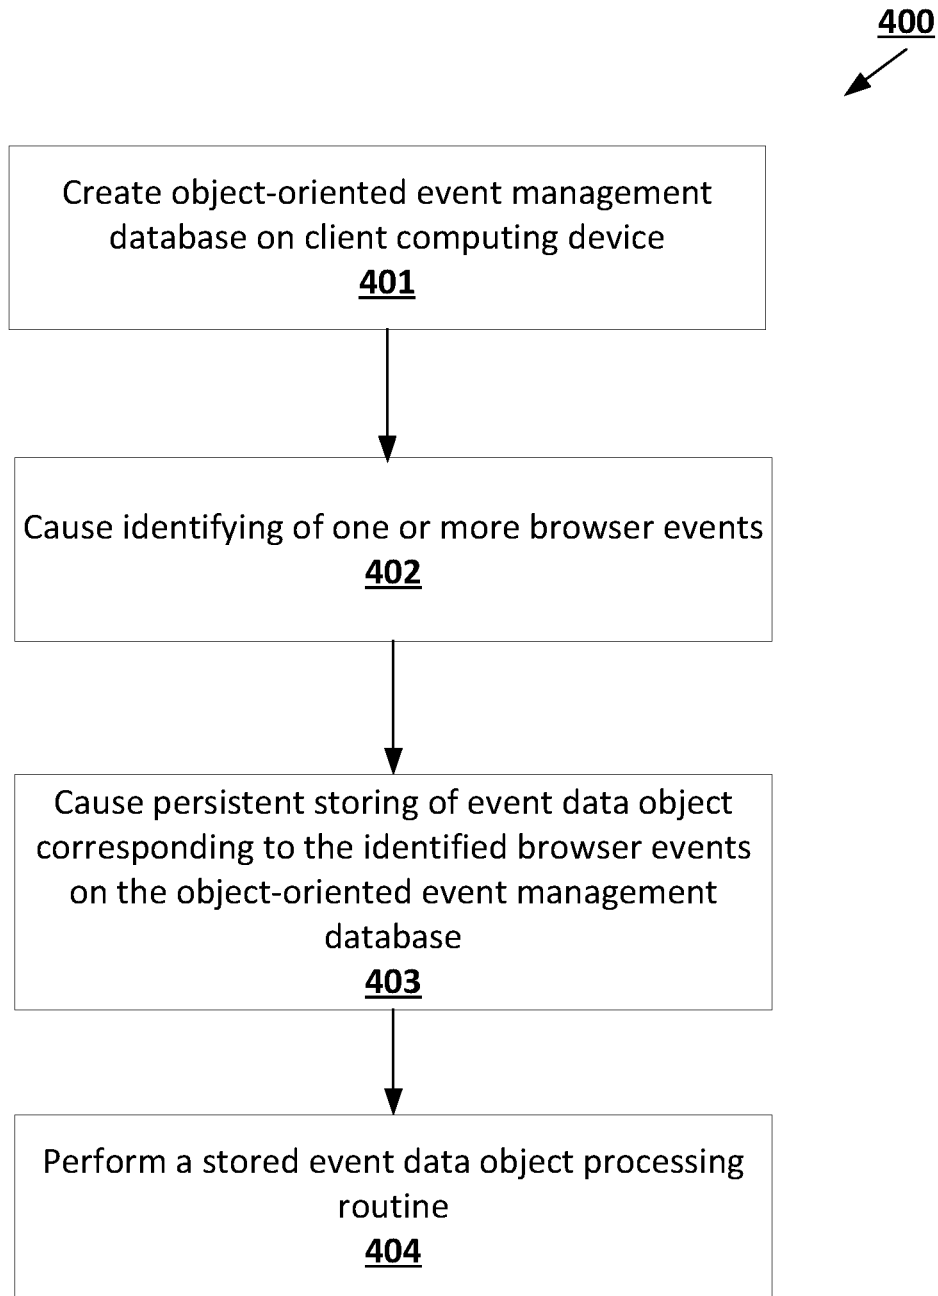 400
Create object-oriented event management
database on client computing device
401
Cause identifying of one or more browser events
402
Cause persistent storing of event data object
corresponding to the identified browser events
on the object-oriented event management
database
403
Perform a stored event data object processing
routine
404